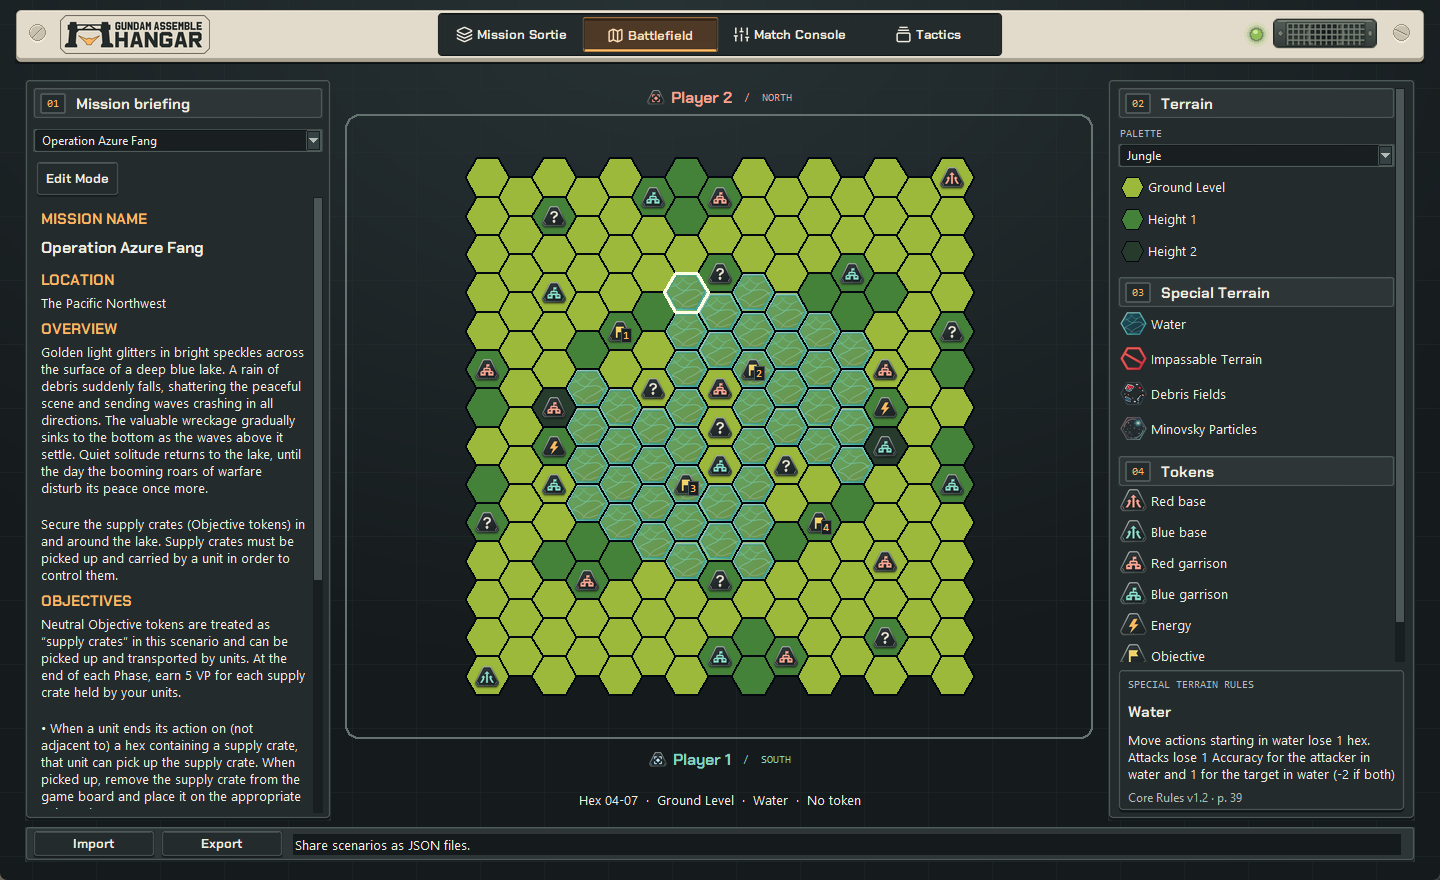 GUNDAM ASSEMBLE
HANGAR
Mission Sortie
Battlefield
Match Console
Tactics
01 Mission briefing
Operation Azure Fang
Edit Mode
MISSION NAME
Operation Azure Fang
LOCATION
The Pacific Northwest
OVERVIEW
Golden light glitters in bright speckles across
the surface of a deep blue lake. A rain of
debris suddenly falls, shattering the peaceful
scene and sending waves crashing in all
directions. The valuable wreckage gradually
sinks to the bottom as the waves above it
settle. Quiet solitude returns to the lake, until
the day the booming roars of warfare
disturb its peace once more.
Secure the supply crates (Objective tokens) in
and around the lake. Supply crates must be
picked up and carried by a unit in order to
control them.
OBJECTIVES
Neutral Objective tokens are treated as
“supply crates” in this scenario and can be
picked up and transported by units. At the
end of each Phase, earn 5 VP for each supply
crate held by your units.
• When a unit ends its action on (not
adjacent to) a hex containing a supply crate,
that unit can pick up the supply crate. When
picked up, remove the supply crate from the
game board and place it on the appropriate
Player 2 / NORTH
?
?
1
?
2
?
?
?
3
?
4
?
?
Player 1 / SOUTH
Hex 04-07 · Ground Level · Water · No token
02 Terrain
PALETTE
Jungle
Ground Level
Height 1
Height 2
03 Special Terrain
Water
Impassable Terrain
Debris Fields
Minovsky Particles
04 Tokens
Red base
Blue base
Red garrison
Blue garrison
Energy
Objective
SPECIAL TERRAIN RULES
Water
Move actions starting in water lose 1 hex.
Attacks lose 1 Accuracy for the attacker in
water and 1 for the target in water (-2 if both)
Core Rules v1.2 · p. 39
Import
Export
Share scenarios as JSON files.